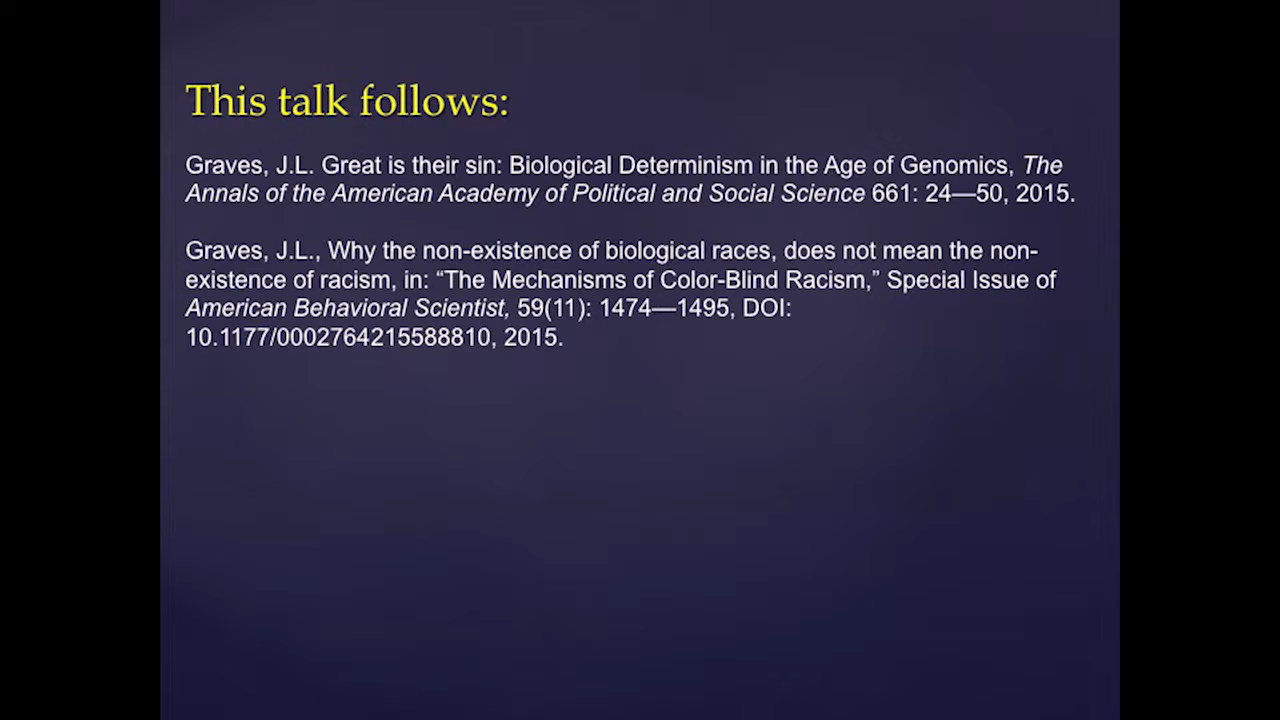 This talk follows:
Graves, J.L. Great is their sin: Biological Determinism in the Age of Genomics, The
Annals of the American Academy of Political and Social Science 661: 24—50, 2015.
Graves, J.L., Why the non-existence of biological races, does not mean the non-
existence of racism, in: “The Mechanisms of Color-Blind Racism,” Special Issue of
American Behavioral Scientist, 59(11): 1474—1495, DOI:
10.1177/0002764215588810, 2015.